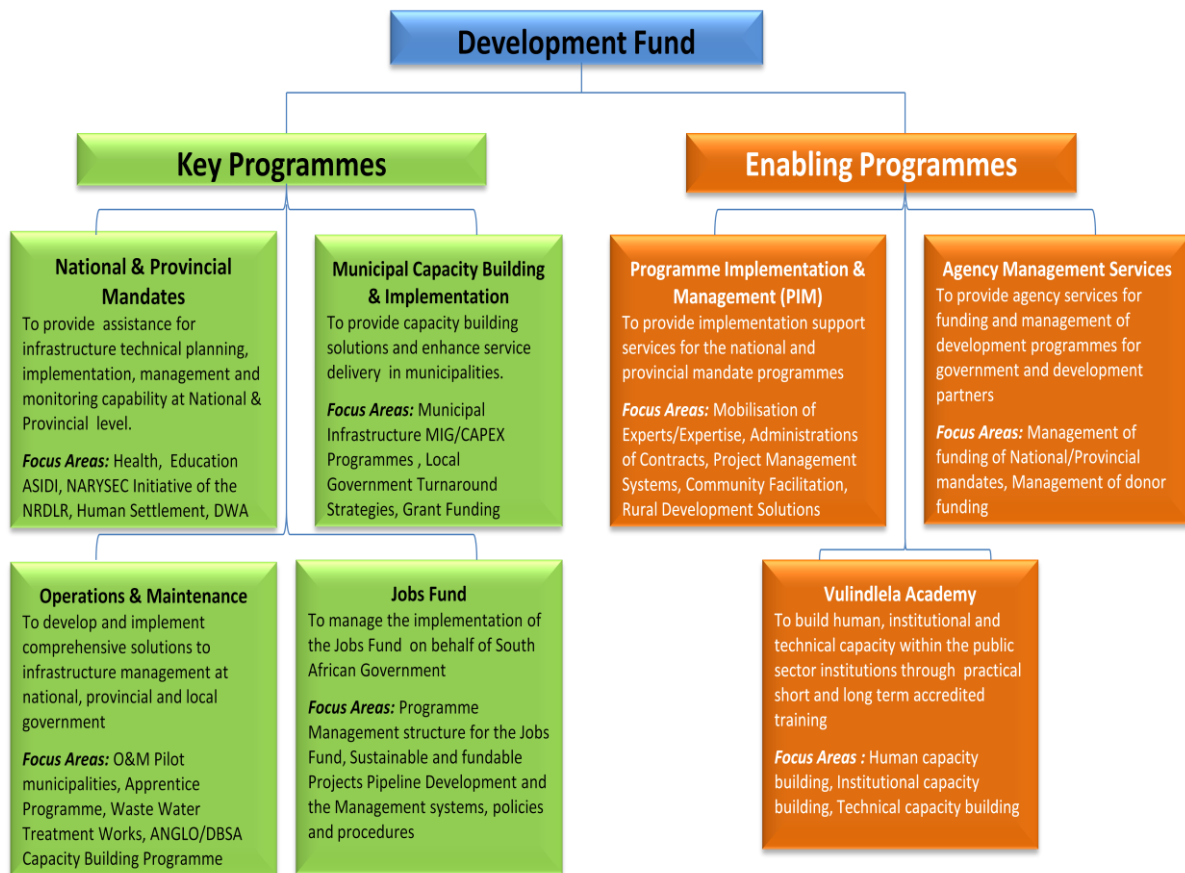 Development Fund
Key Programmes
Enabling Programmes
National & Provincial
Mandates
To provide assistance for
infrastructure technical planning,
implementation, management and
monitoring capability at National &
Provincial level.
Focus Areas: Health, Education
ASIDI, NARYSEC Initiative of the
NRDLR, Human Settlement, DWA
Municipal Capacity Building
& Implementation
To provide capacity building
solutions and enhance service
delivery in municipalities.
Focus Areas: Municipal
Infrastructure MIG/CAPEX
Programmes , Local
Government Turnaround
Strategies, Grant Funding
Programme Implementation &
Management (PIM)
To provide implementation support
services for the national and
provincial mandate programmes
Focus Areas: Mobilisation of
Experts/Expertise, Administrations
of Contracts, Project Management
Systems, Community Facilitation,
Rural Development Solutions
Agency Management Services
To provide agency services for
funding and management of
development programmes for
government and development
partners
Focus Areas: Management of
funding of National/Provincial
mandates, Management of donor
funding
Operations & Maintenance
To develop and implement
comprehensive solutions to
infrastructure management at
national, provincial and local
government
Focus Areas: O&M Pilot
municipalities, Apprentice
Programme, Waste Water
Treatment Works, ANGLO/DBSA
Capacity Building Programme
Jobs Fund
To manage the implementation of
the Jobs Fund on behalf of South
African Government
Focus Areas: Programme
Management structure for the Jobs
Fund, Sustainable and fundable
Projects Pipeline Development and
the Management systems, policies
and procedures
Vulindlela Academy
To build human, institutional and
technical capacity within the public
sector institutions through practical
short and long term accredited
training
Focus Areas : Human capacity
building, Institutional capacity
building, Technical capacity building